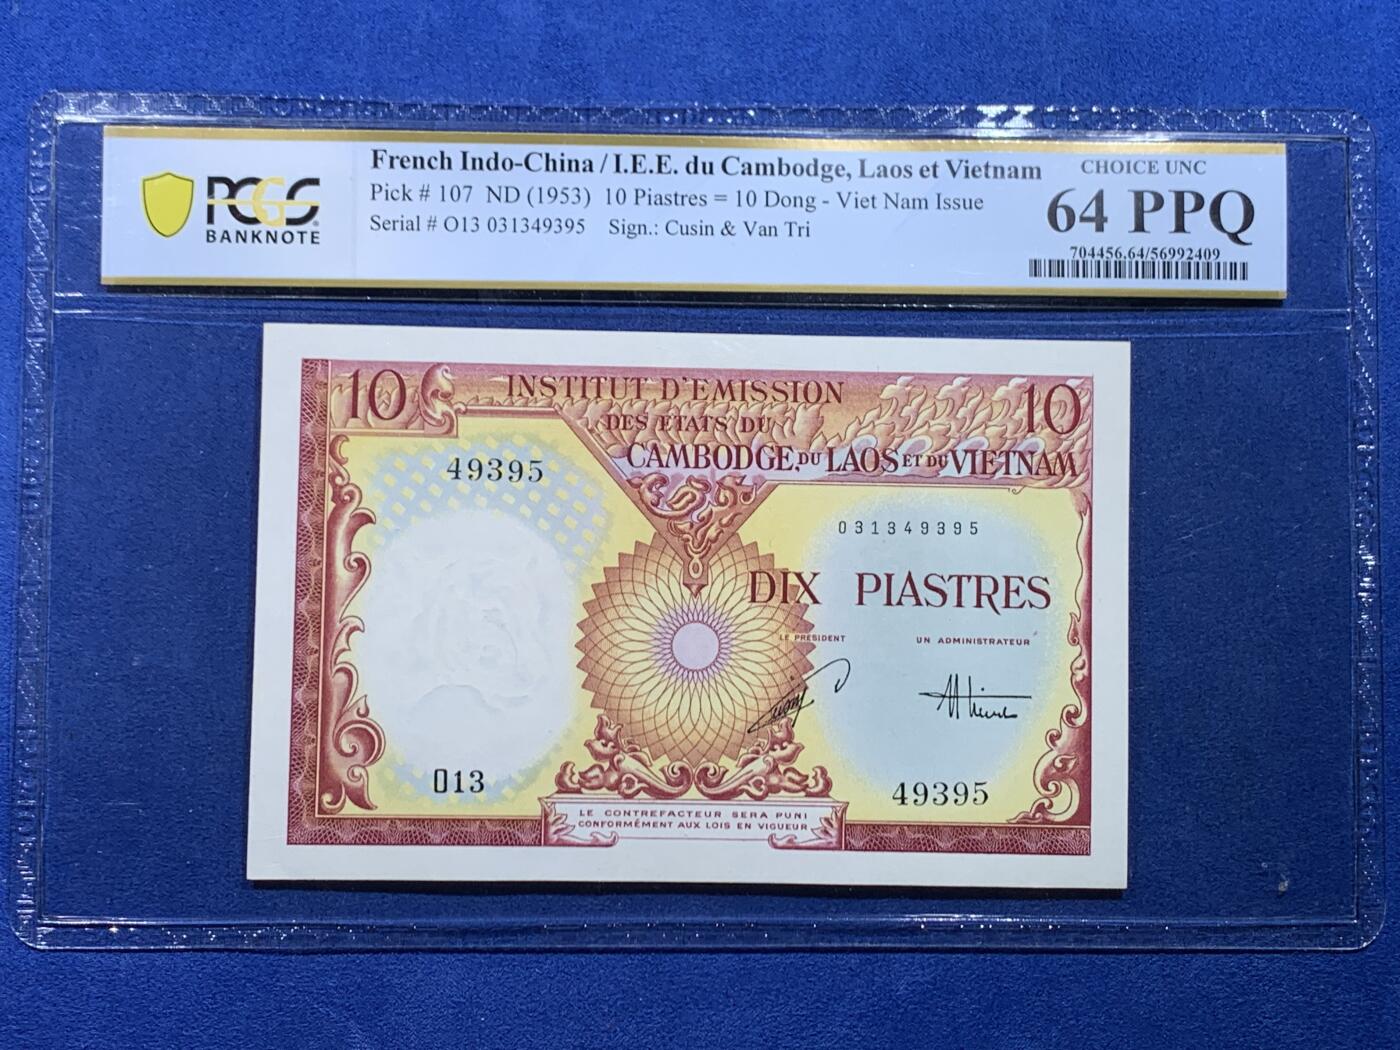 PCGS
BANKNOTE
French Indo-China / I.E.E. du Cambodge, Laos et Vietnam
Pick # 107 ND (1953) 10 Piastres = 10 Dong - Viet Nam Issue
Serial # O13 031349395 Sign.: Cusin & Van Tri
CHOICE UNC
64 PPQ
704456.64/56992409
10 INSTITUT D'EMISSION 10
DES ETATS DU
CAMBODGE, DU LAOS ET DU VIETNAM
49395
031349395
DIX PIASTRES
LE PRÉSIDENT UN ADMINISTRATEUR
O13
49395
LE CONTREFACTEUR SERA PUNI
CONFORMÉMENT AUX LOIS EN VIGUEUR